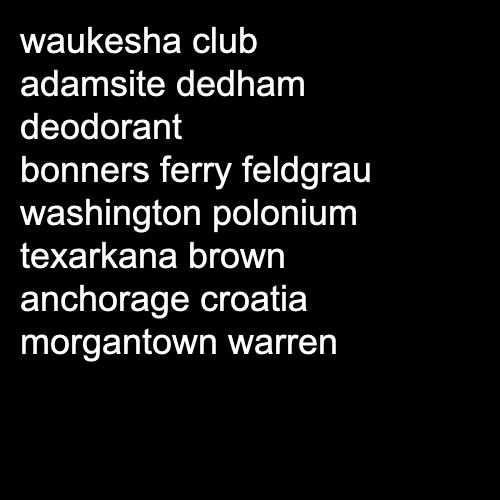 waukesha club
adamsite dedham
deodorant
bonners ferry feldgrau
washington polonium
texarkana brown
anchorage croatia
morgantown warren